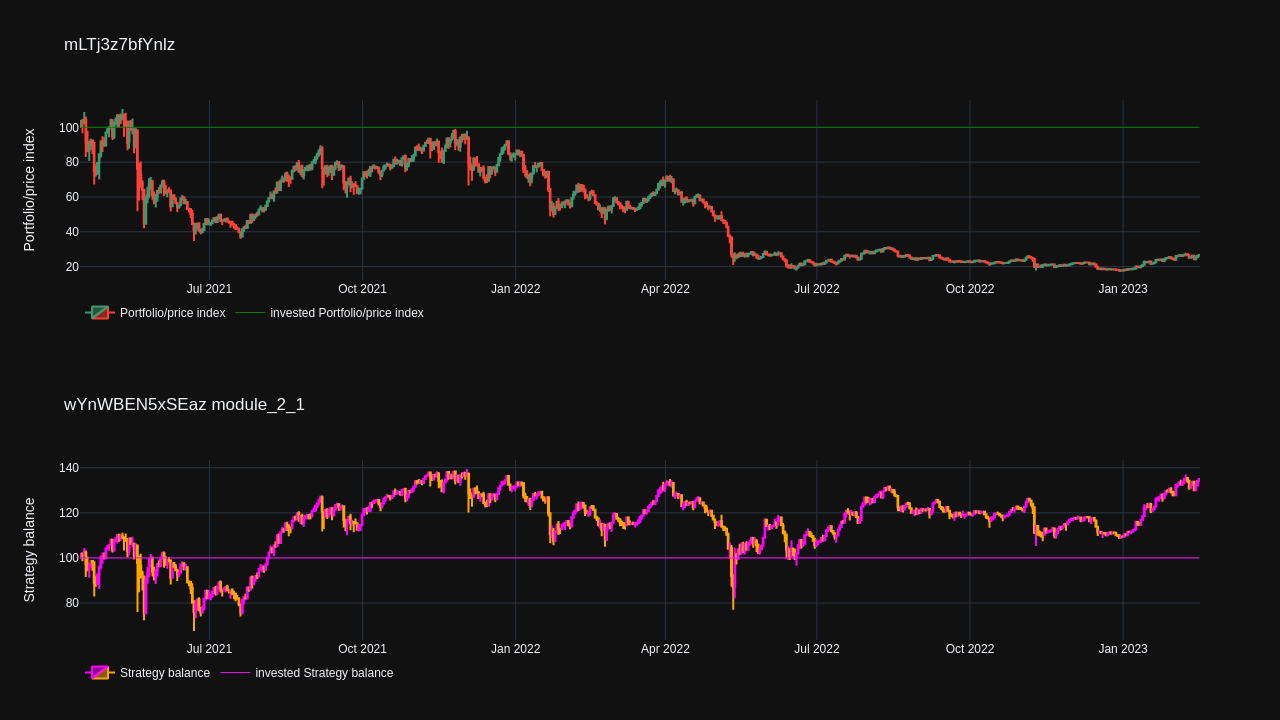 mLTj3z7bfYnlz
Portfolio/price index
100
80
60
40
20
Jul 2021
Oct 2021
Jan 2022
Apr 2022
Jul 2022
Oct 2022
Jan 2023
Portfolio/price index
invested Portfolio/price index
wYnWBEN5xSEaz module_2_1
Strategy balance
140
120
100
80
Jul 2021
Oct 2021
Jan 2022
Apr 2022
Jul 2022
Oct 2022
Jan 2023
Strategy balance
invested Strategy balance